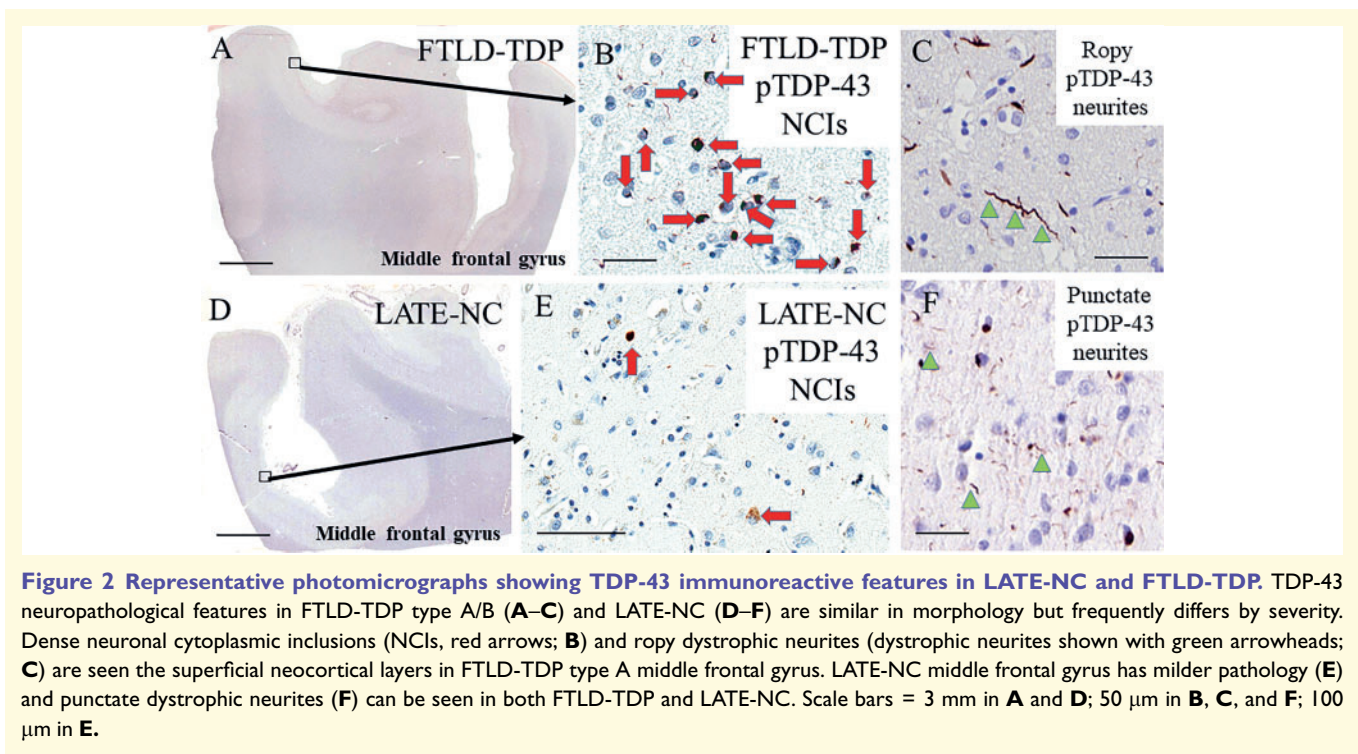 A
FTLD-TDP
Middle frontal gyrus
B
FTLD-TDP
pTDP-43
NCIs
C
Ropy
pTDP-43
neurites
D
LATE-NC
Middle frontal gyrus
E
LATE-NC
pTDP-43
NCIs
F
Punctate
pTDP-43
neurites
Figure 2 Representative photomicrographs showing TDP-43 immunoreactive features in LATE-NC and FTLD-TDP. TDP-43
neuropathological features in FTLD-TDP type A/B (A–C) and LATE-NC (D–F) are similar in morphology but frequently differs by severity.
Dense neuronal cytoplasmic inclusions (NCIs, red arrows; B) and ropy dystrophic neurites (dystrophic neurites shown with green arrowheads;
C) are seen the superficial neocortical layers in FTLD-TDP type A middle frontal gyrus. LATE-NC middle frontal gyrus has milder pathology (E)
and punctate dystrophic neurites (F) can be seen in both FTLD-TDP and LATE-NC. Scale bars = 3 mm in A and D; 50 μm in B, C, and F; 100
μm in E.